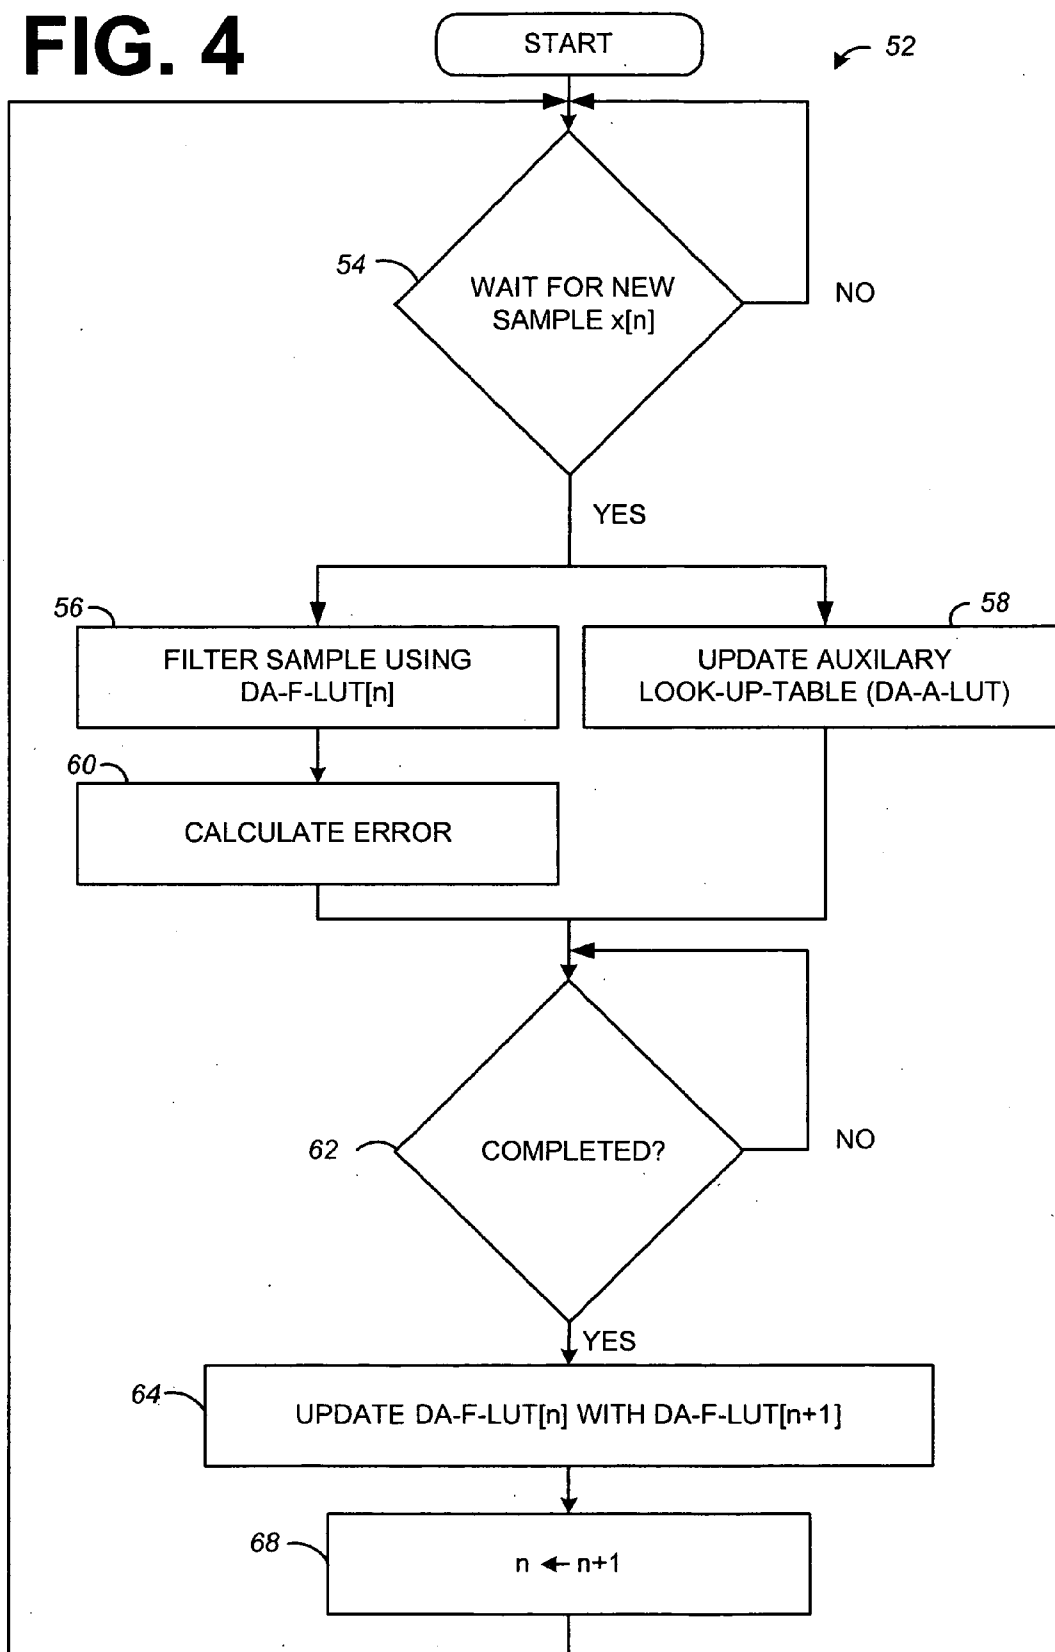 FIG. 4
START
52
54
WAIT FOR NEW
SAMPLE x[n]
NO
YES
56
FILTER SAMPLE USING
DA-F-LUT[n]
58
UPDATE AUXILARY
LOOK-UP-TABLE (DA-A-LUT)
60
CALCULATE ERROR
62
COMPLETED?
NO
YES
64
UPDATE DA-F-LUT[n] WITH DA-F-LUT[n+1]
68
n ← n+1